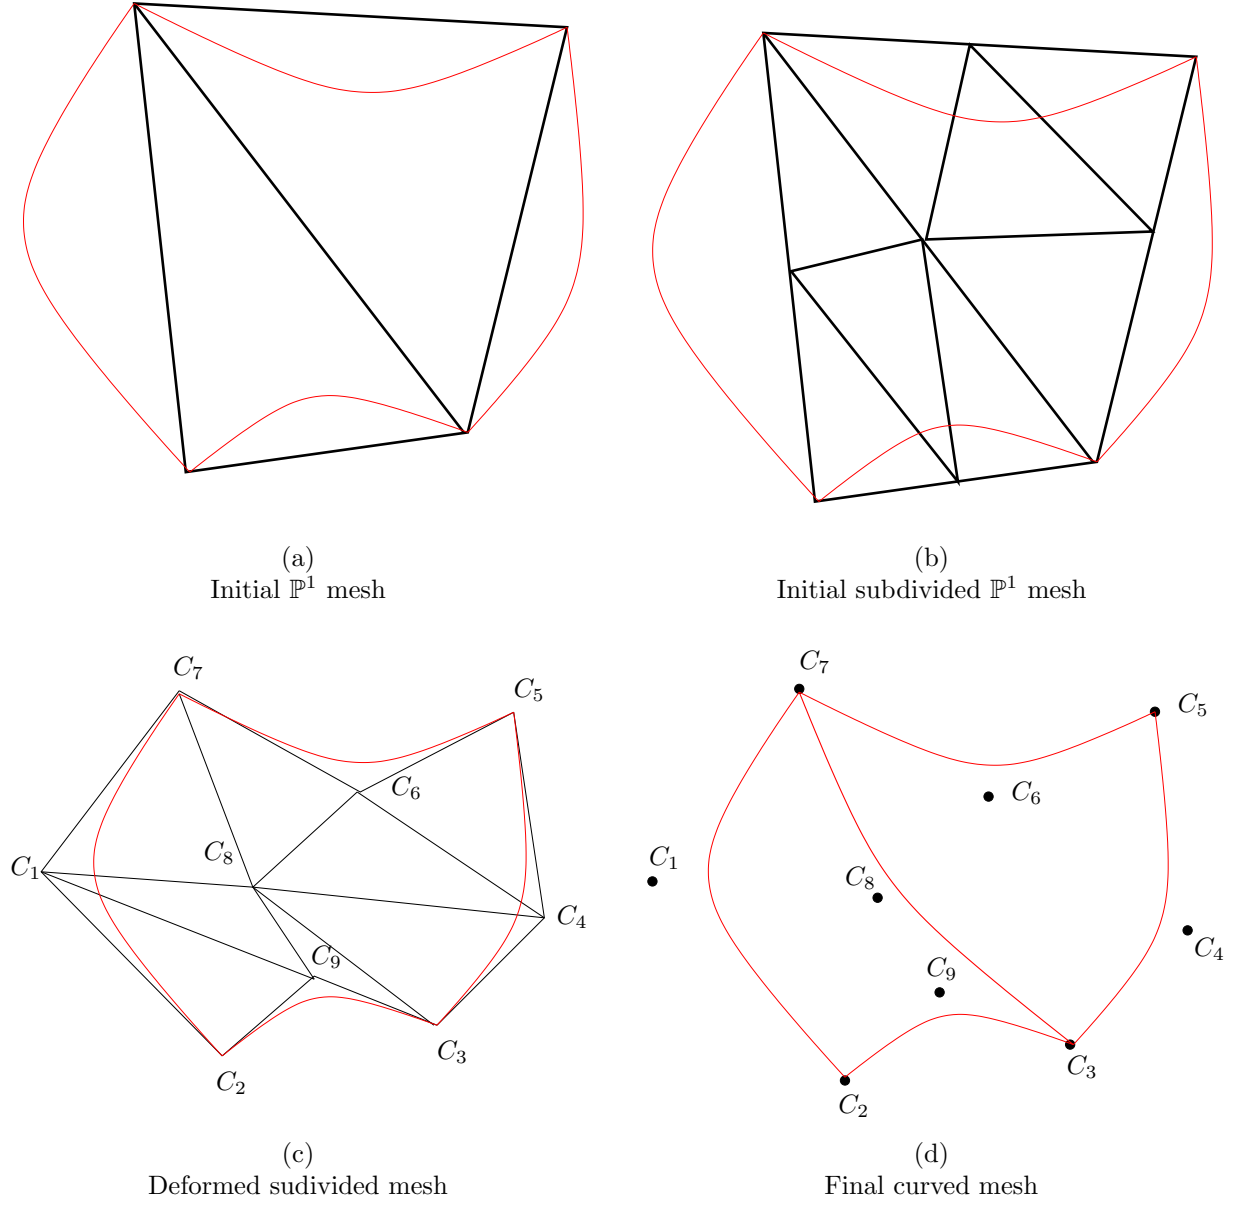 (a)
Initial ℙ¹ mesh
(b)
Initial subdivided ℙ¹ mesh
C₇
C₅
C₆
C₈
C₁
C₄
C₉
C₃
C₂
(c)
Deformed sudivided mesh
C₇
C₅
C₆
C₁
C₈
C₄
C₉
C₃
C₂
(d)
Final curved mesh